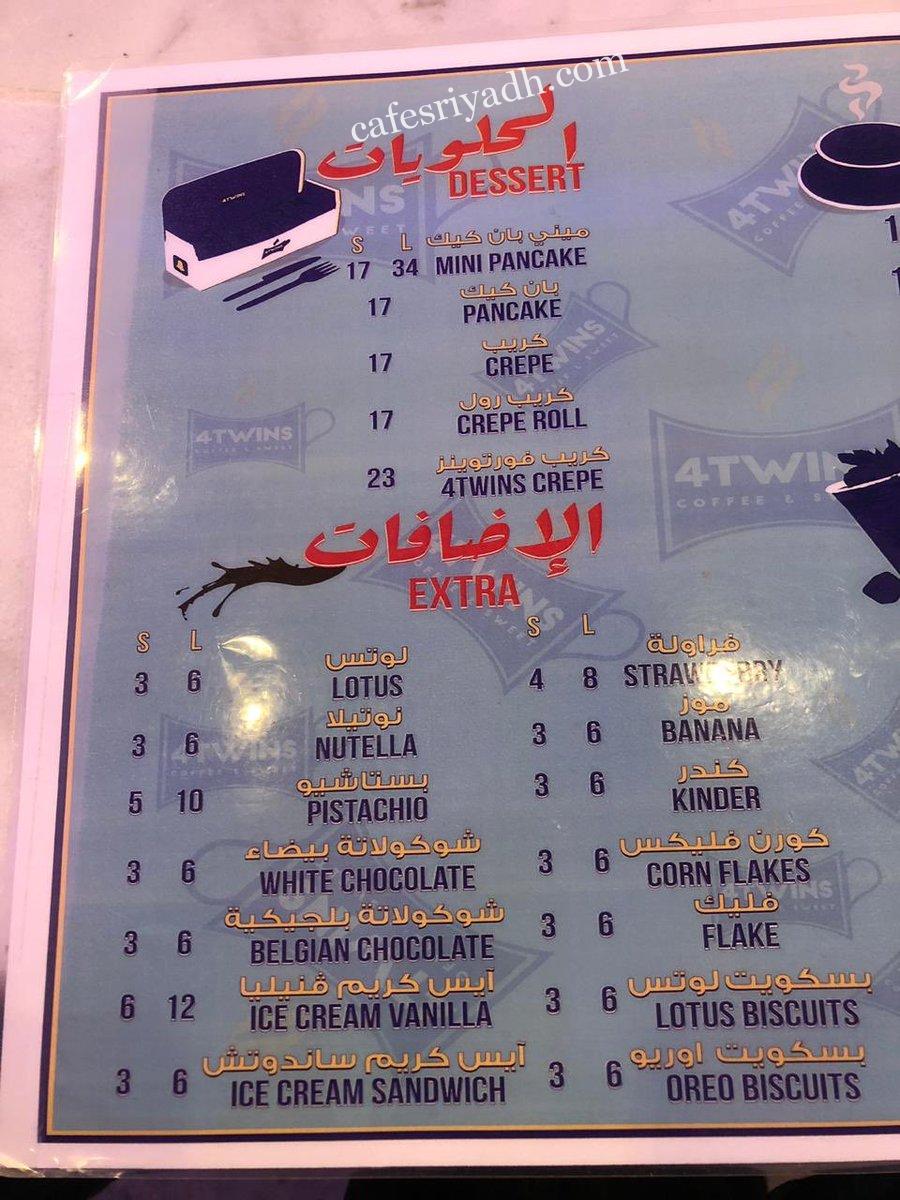 cafesriyadh.com
الحلويات
DESSERT
S L ميني بان كيك
17 34 MINI PANCAKE
بان كيك
17 PANCAKE
كريب
17 CREPE
كريب رول
17 CREPE ROLL
كريب فورتوينز
23 4TWINS CREPE
الإضافات
EXTRA
S L
لوتس
3 6 LOTUS
نوتيلا
3 6 NUTELLA
بستاشيو
5 10 PISTACHIO
شوكولاتة بيضاء
3 6 WHITE CHOCOLATE
شوكولاتة بلجيكية
3 6 BELGIAN CHOCOLATE
آيس كريم ڤنيليا
6 12 ICE CREAM VANILLA
آيس كريم ساندوتش
3 6 ICE CREAM SANDWICH
S L
فراولة
4 8 STRAWBERRY
موز
3 6 BANANA
كندر
3 6 KINDER
كورن فليكس
3 6 CORN FLAKES
فليك
3 6 FLAKE
بسكويت لوتس
3 6 LOTUS BISCUITS
بسكويت اوريو
3 6 OREO BISCUITS
4TWINS
4TWINS
COFFEE & SWEET